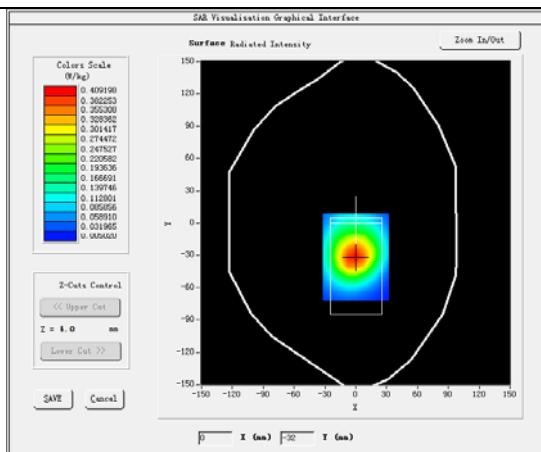 SAR Visualisation Graphical Interface
Surface Radiated Intensity
Zoom In/Out
Colors Scale
(W/kg)
0.409198
0.382253
0.355308
0.328362
0.301417
0.274472
0.247527
0.220582
0.193636
0.166691
0.139746
0.112801
0.085856
0.058910
0.031965
0.005020
150
120
90
60
30
0
-30
-60
-90
-120
-150
Y
-150 -120 -90 -60 -30 0 30 60 90 120 150
X
Z-Cuts Control
<< Upper Cut
Z = 4.0 mm
Lower Cut >>
SAVE Cancel
0 X (mm) -32 Y (mm)